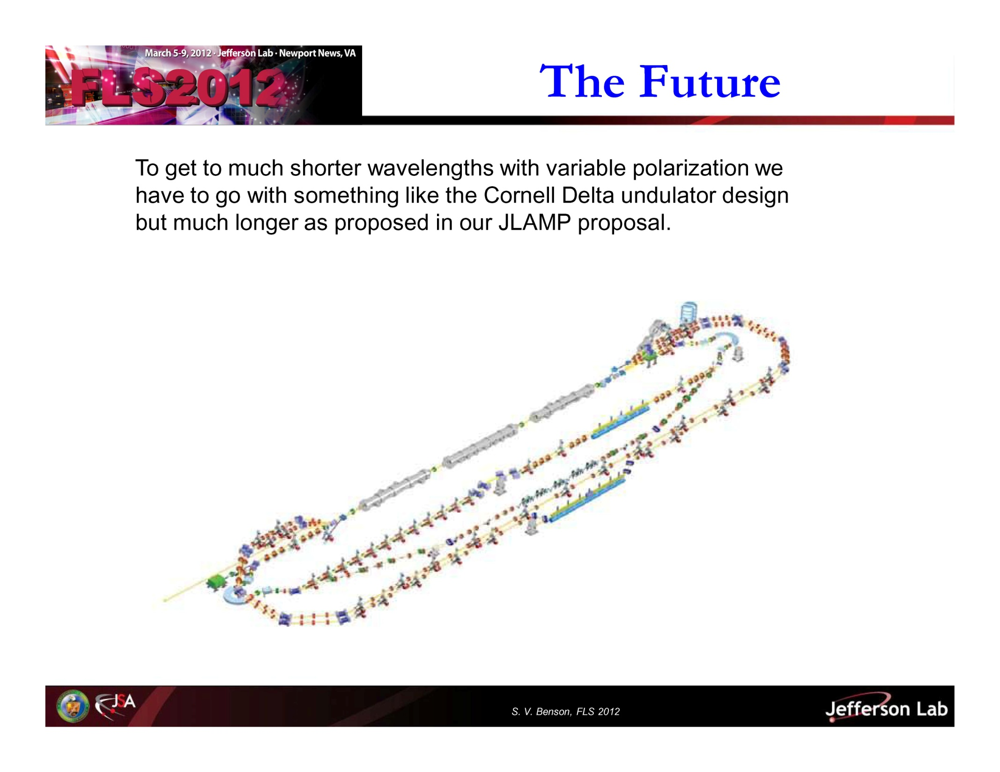 March 5-9, 2012 · Jefferson Lab · Newport News, VA
FLS2012
The Future
To get to much shorter wavelengths with variable polarization we
have to go with something like the Cornell Delta undulator design
but much longer as proposed in our JLAMP proposal.
JSA
S. V. Benson, FLS 2012
Jefferson Lab